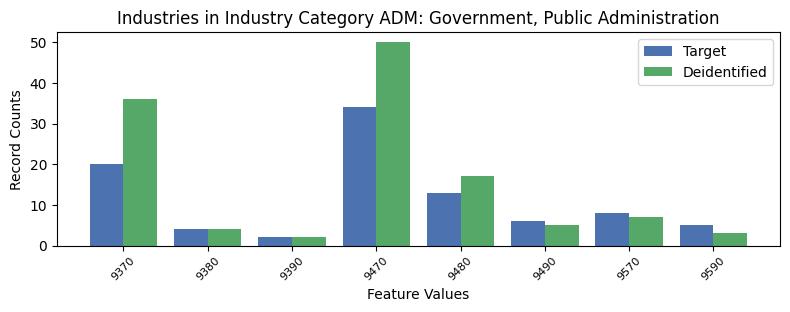 Industries in Industry Category ADM: Government, Public Administration
Target
Deidentified
Record Counts
50
40
30
20
10
0
9370 9380 9390 9470 9480 9490 9570 9590
Feature Values